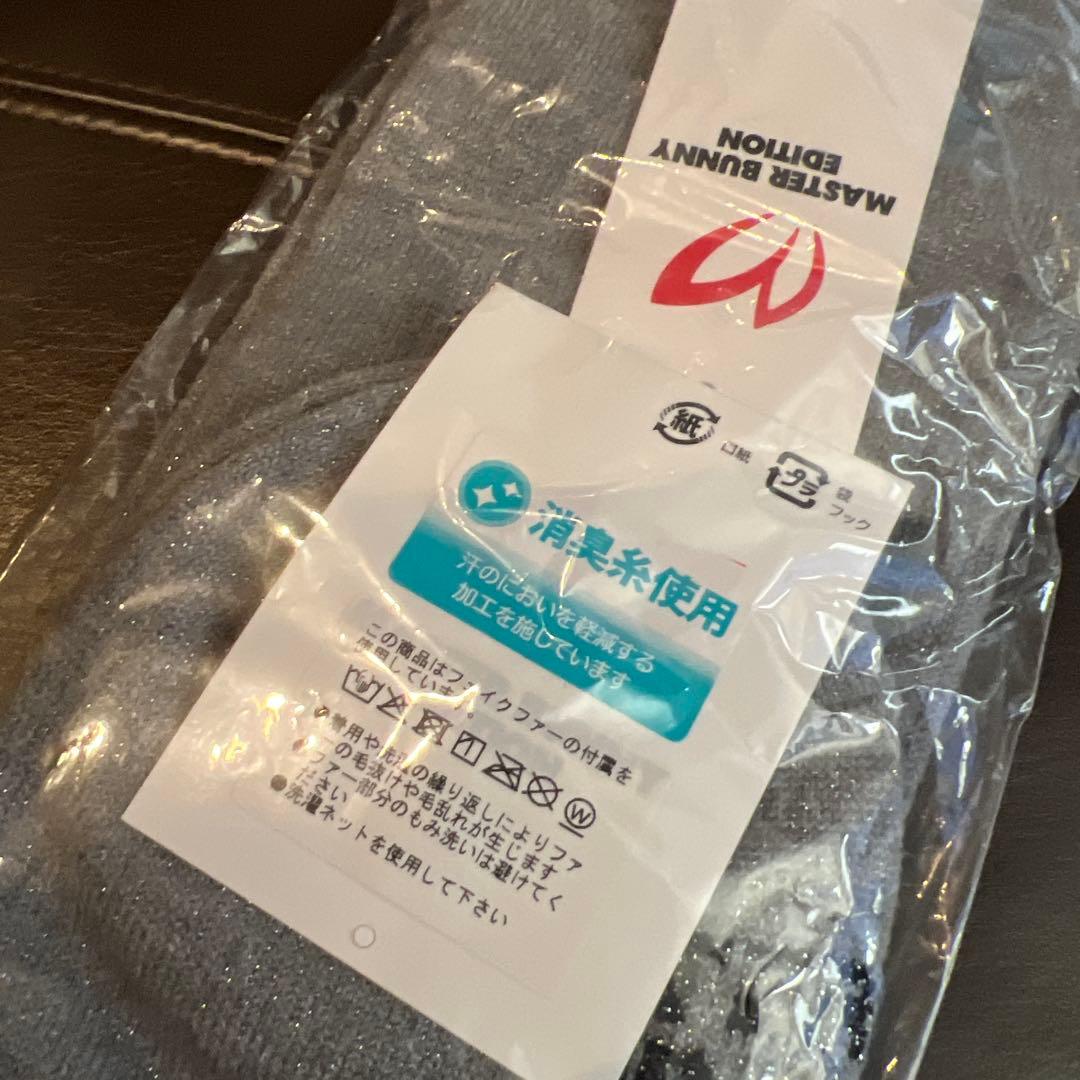 MASTER BUNNY
EDITION
紙
口紙
プラ
袋
フック
消臭糸使用
汗のにおいを軽減する
加工を施しています
この商品はフェイクファーの付属を
使用しています。
W
着用や洗濯の繰り返しによりファ
ーの毛抜けや毛乱れが生じます
ファー部分のもみ洗いは避けてく
ださい
●洗濯ネットを使用して下さい